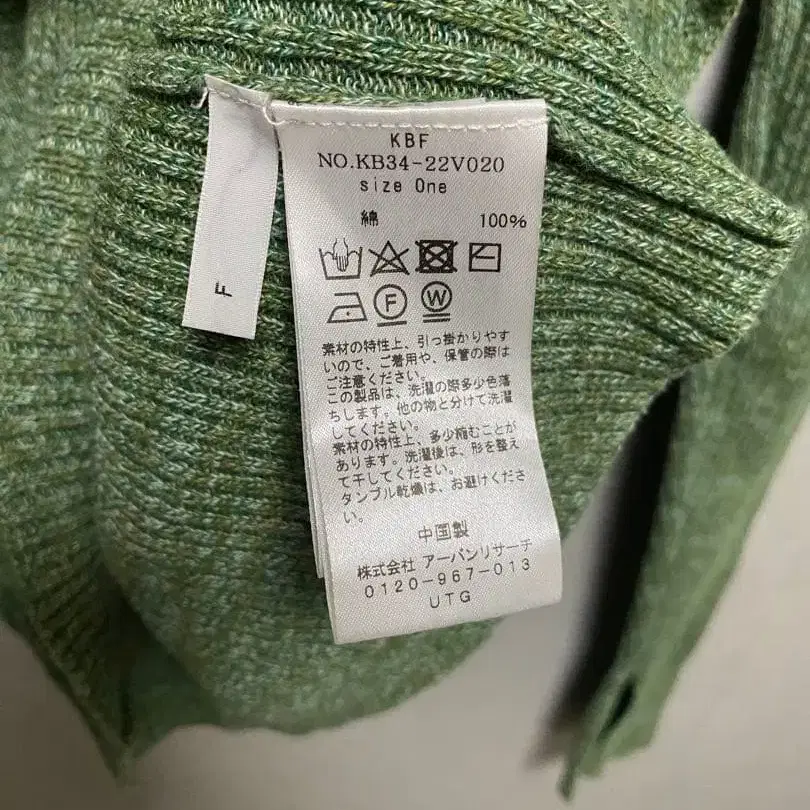 F
KBF
NO.KB34-22V020
size One
綿 100%
F W
素材の特性上、引っ掛かりやす
いので、ご着用や、保管の際は
ご注意ください。
この製品は、洗濯の際多少色落
ちします。他の物と分けて洗濯
してください。
素材の特性上、多少縮むことが
あります。洗濯後は、形を整え
て干してください。
タンブル乾燥は、お避けくださ
い。
中国製
株式会社 アーバンリサーチ
0120-967-013
UTG